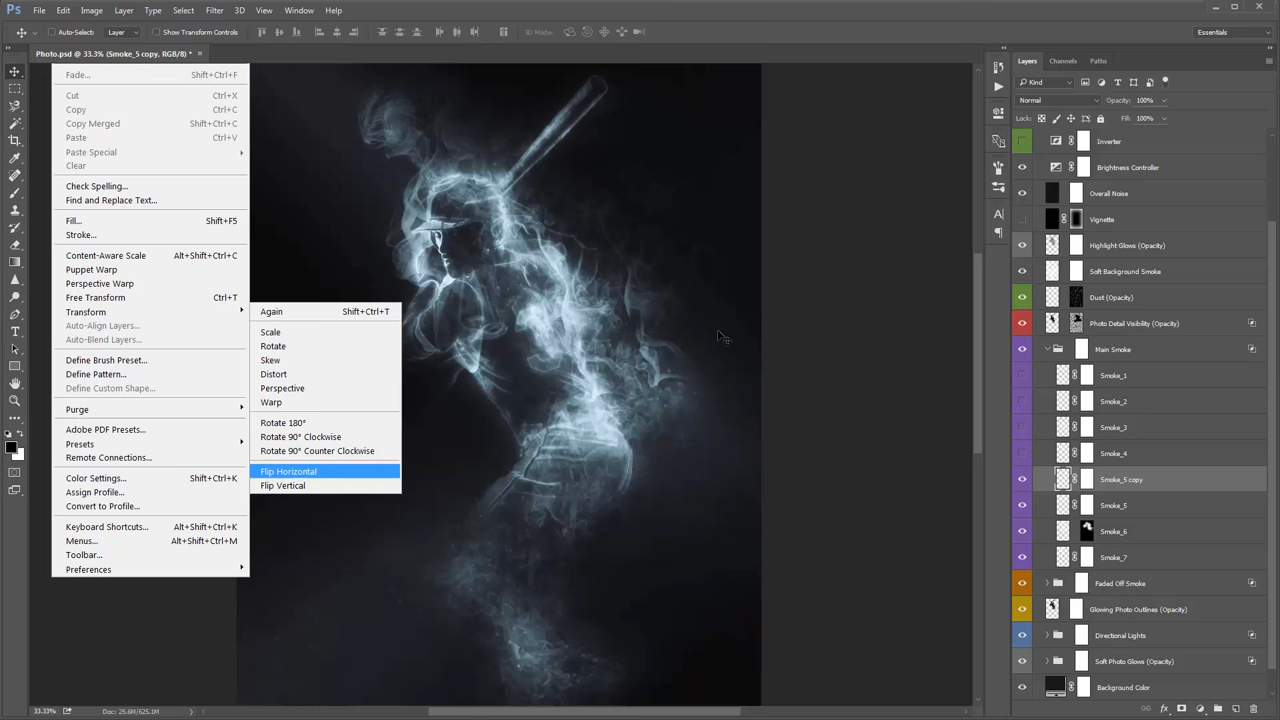 Ps File Edit Image Layer Type Select Filter 3D View Window Help
Auto-Select: Layer Show Transform Controls 3D Mode: Essentials
Photo.psd @ 33.3% (Smoke_5 copy, RGB/8) * ×
Fade... Shift+Ctrl+F
Cut Ctrl+X
Copy Ctrl+C
Copy Merged Shift+Ctrl+C
Paste Ctrl+V
Paste Special
Clear
Check Spelling...
Find and Replace Text...
Fill... Shift+F5
Stroke...
Content-Aware Scale Alt+Shift+Ctrl+C
Puppet Warp
Perspective Warp
Free Transform Ctrl+T
Transform
Auto-Align Layers...
Auto-Blend Layers...
Define Brush Preset...
Define Pattern...
Define Custom Shape...
Purge
Adobe PDF Presets...
Presets
Remote Connections...
Color Settings... Shift+Ctrl+K
Assign Profile...
Convert to Profile...
Keyboard Shortcuts... Alt+Shift+Ctrl+K
Menus... Alt+Shift+Ctrl+M
Toolbar...
Preferences
Again Shift+Ctrl+T
Scale
Rotate
Skew
Distort
Perspective
Warp
Rotate 180°
Rotate 90° Clockwise
Rotate 90° Counter Clockwise
Flip Horizontal
Flip Vertical
Layers Channels Paths
Kind
Normal Opacity: 100%
Lock: Fill: 100%
Inverter
Brightness Controller
Overall Noise
Vignette
Highlight Glows (Opacity)
Soft Background Smoke
Dust (Opacity)
Photo Detail Visibility (Opacity)
Main Smoke
Smoke_1
Smoke_2
Smoke_3
Smoke_4
Smoke_5 copy
Smoke_5
Smoke_6
Smoke_7
Faded Off Smoke
Glowing Photo Outlines (Opacity)
Directional Lights
Soft Photo Glows (Opacity)
Background Color
33.33% Doc: 25.6M/625.1M